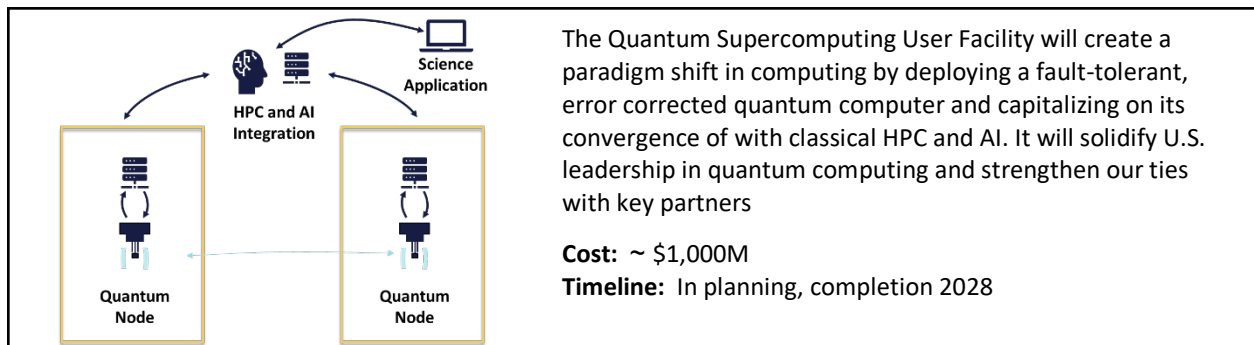 Science
Application
HPC and AI
Integration
Quantum
Node
Quantum
Node
The Quantum Supercomputing User Facility will create a
paradigm shift in computing by deploying a fault-tolerant,
error corrected quantum computer and capitalizing on its
convergence of with classical HPC and AI. It will solidify U.S.
leadership in quantum computing and strengthen our ties
with key partners
Cost: ~ $1,000M
Timeline: In planning, completion 2028